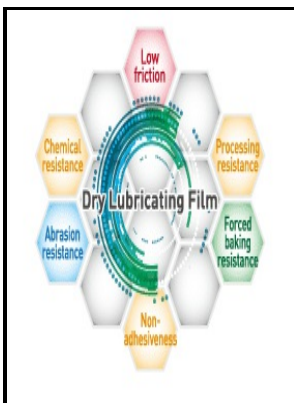 Low
friction
Chemical
resistance
Processing
resistance
Dry Lubricating Film
Abrasion
resistance
Forced
baking
resistance
Non-
adhesiveness